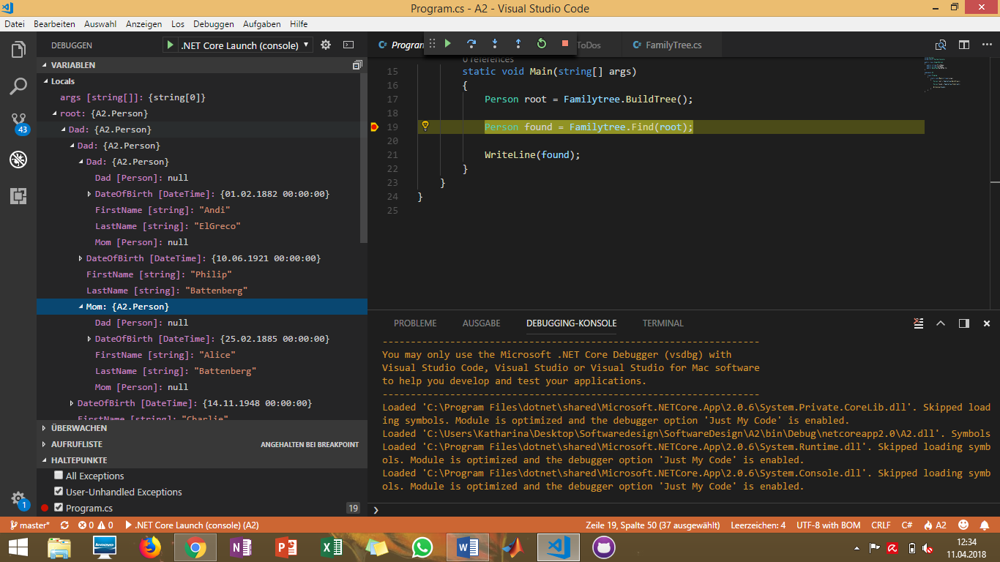 Program.cs - A2 - Visual Studio Code
Datei Bearbeiten Auswahl Anzeigen Los Debuggen Aufgaben Hilfe
DEBUGGEN
.NET Core Launch (console)
VARIABLEN
Locals
args [string[]]: {string[0]}
root: {A2.Person}
Dad: {A2.Person}
Dad: {A2.Person}
Dad: {A2.Person}
Dad [Person]: null
DateOfBirth [DateTime]: {01.02.1882 00:00:00}
FirstName [string]: "Andi"
LastName [string]: "ElGreco"
Mom [Person]: null
DateOfBirth [DateTime]: {10.06.1921 00:00:00}
FirstName [string]: "Philip"
LastName [string]: "Battenberg"
Mom: {A2.Person}
Dad [Person]: null
DateOfBirth [DateTime]: {25.02.1885 00:00:00}
FirstName [string]: "Alice"
LastName [string]: "Battenberg"
Mom [Person]: null
DateOfBirth [DateTime]: {14.11.1948 00:00:00}
FirstName [string]: "Charlie"
ÜBERWACHEN
AUFRUFLISTE ANGEHALTEN BEI BREAKPOINT
HALTEPUNKTE
All Exceptions
User-Unhandled Exceptions
Program.cs 19
43
1
C# Program ToDos C# FamilyTree.cs
0 references
15 static void Main(string[] args)
16 {
17 Person root = Familytree.BuildTree();
18
19 Person found = Familytree.Find(root);
20
21 WriteLine(found);
22 }
23 }
24 }
25
PROBLEME AUSGABE DEBUGGING-KONSOLE TERMINAL
-------------------------------------------------------------------
You may only use the Microsoft .NET Core Debugger (vsdbg) with
Visual Studio Code, Visual Studio or Visual Studio for Mac software
to help you develop and test your applications.
-------------------------------------------------------------------
Loaded 'C:\Program Files\dotnet\shared\Microsoft.NETCore.App\2.0.6\System.Private.CoreLib.dll'. Skipped load
ing symbols. Module is optimized and the debugger option 'Just My Code' is enabled.
Loaded 'C:\Users\Katharina\Desktop\Softwaredesign\SoftwareDesign\A2\bin\Debug\netcoreapp2.0\A2.dll'. Symbols
Loaded 'C:\Program Files\dotnet\shared\Microsoft.NETCore.App\2.0.6\System.Runtime.dll'. Skipped loading symb
ols. Module is optimized and the debugger option 'Just My Code' is enabled.
Loaded 'C:\Program Files\dotnet\shared\Microsoft.NETCore.App\2.0.6\System.Console.dll'. Skipped loading symb
ols. Module is optimized and the debugger option 'Just My Code' is enabled.
master* 0 0 .NET Core Launch (console) (A2) Zeile 19, Spalte 50 (37 ausgewählt) Leerzeichen: 4 UTF-8 with BOM CRLF C# A2
lenovo
12:34
11.04.2018